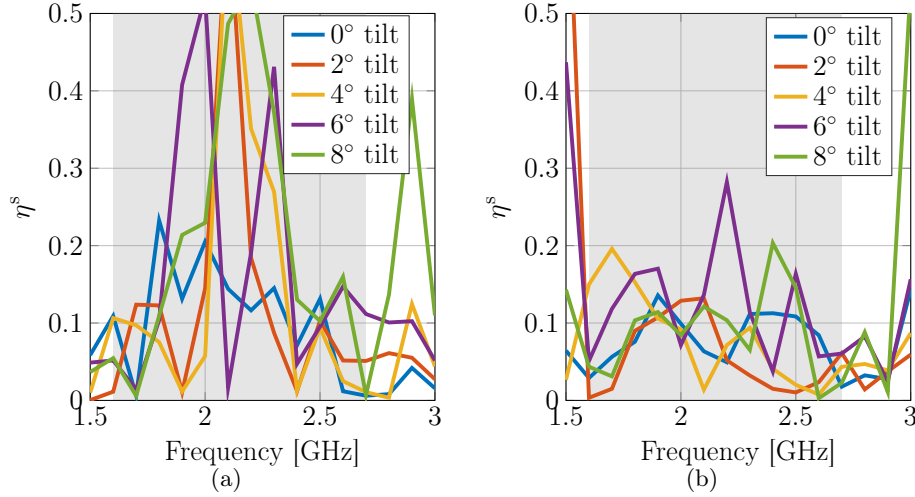 0.5
0.4
0.3
0.2
0.1
0
ηˢ
1.5
2
2.5
3
Frequency [GHz]
(a)
0° tilt
2° tilt
4° tilt
6° tilt
8° tilt
0.5
0.4
0.3
0.2
0.1
0
ηˢ
1.5
2
2.5
3
Frequency [GHz]
(b)
0° tilt
2° tilt
4° tilt
6° tilt
8° tilt